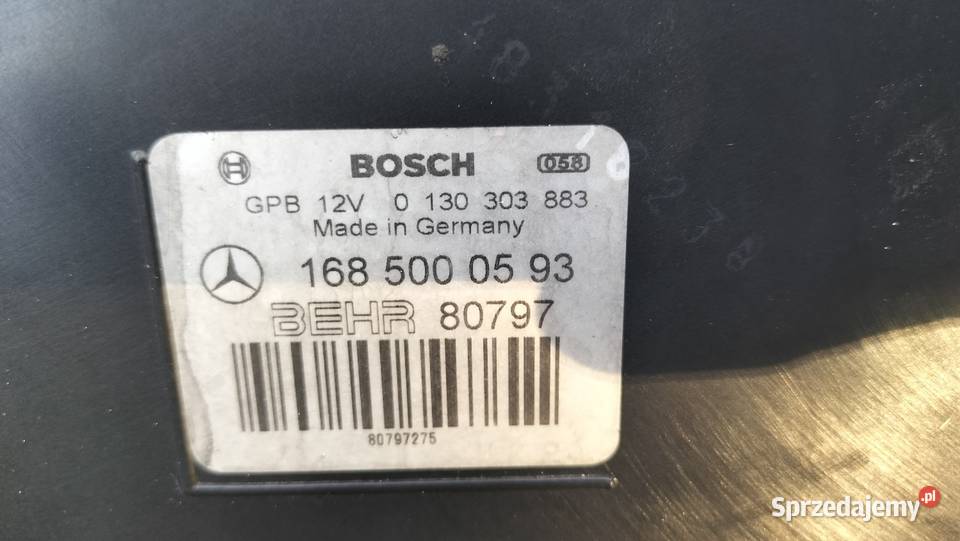 BOSCH 058
GPB 12V 0 130 303 883
Made in Germany
168 500 05 93
BEHR 80797
80797275
Sprzedajemy.pl